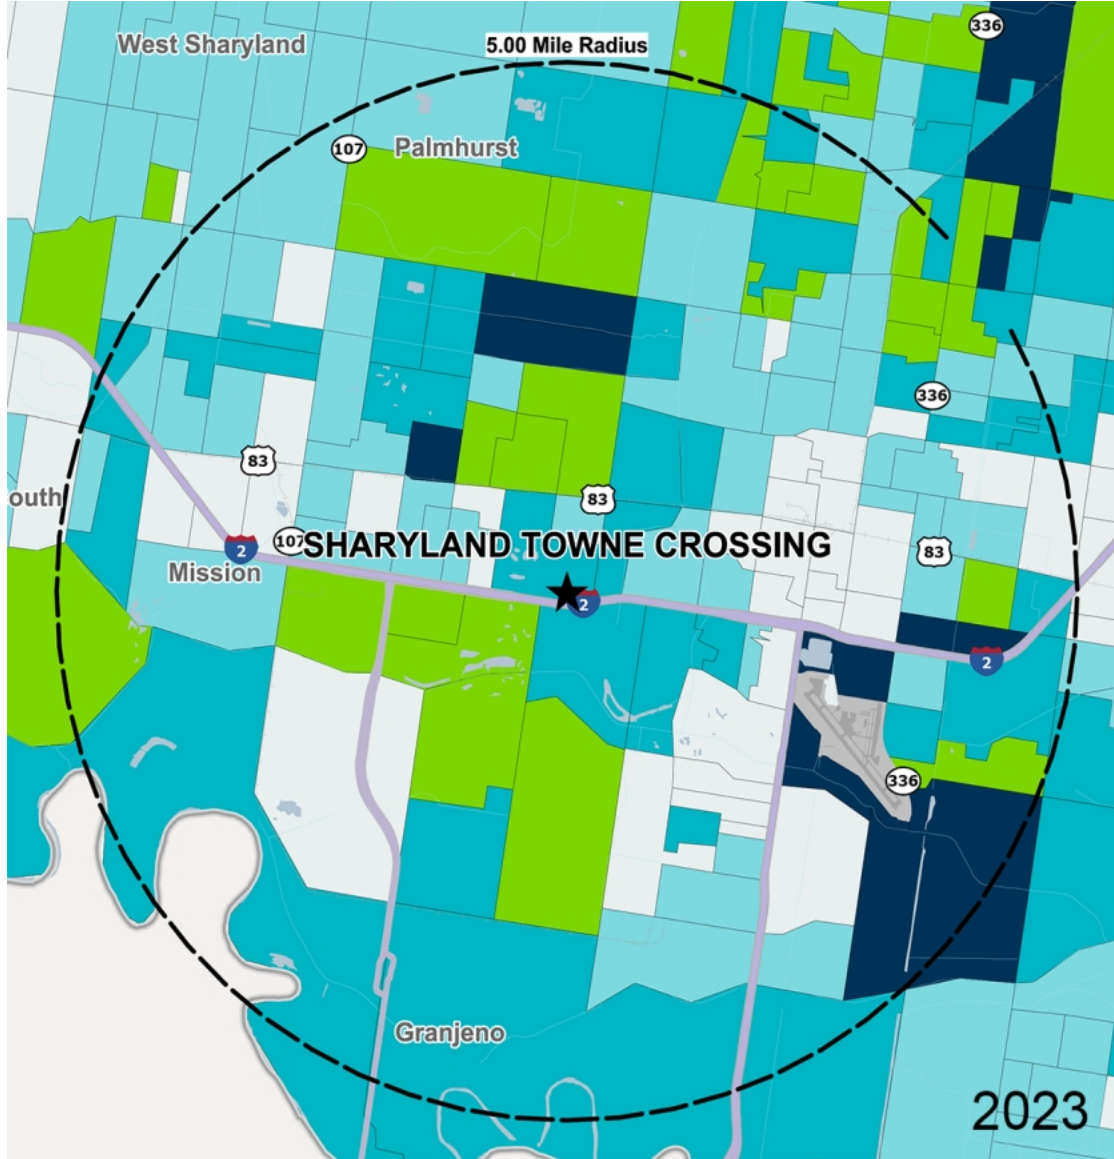 336
West Sharyland
5.00 Mile Radius
107
Palmhurst
336
83
83
outh
107
SHARYLAND TOWNE CROSSING
2
83
Mission
2
2
336
Granjeno
2023